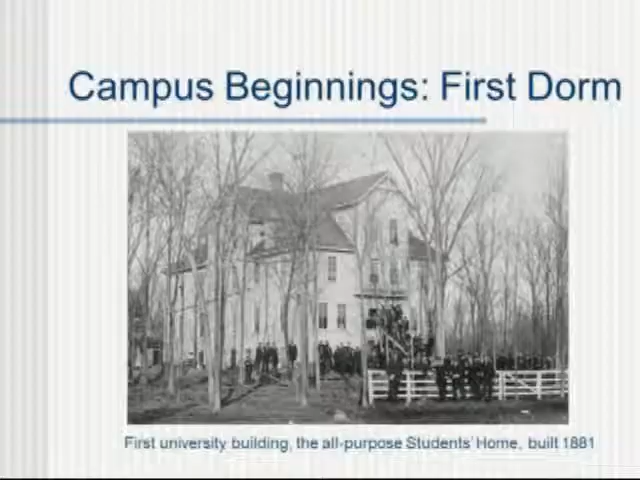 Campus Beginnings: First Dorm
First university building, the all-purpose Students' Home, built 1881